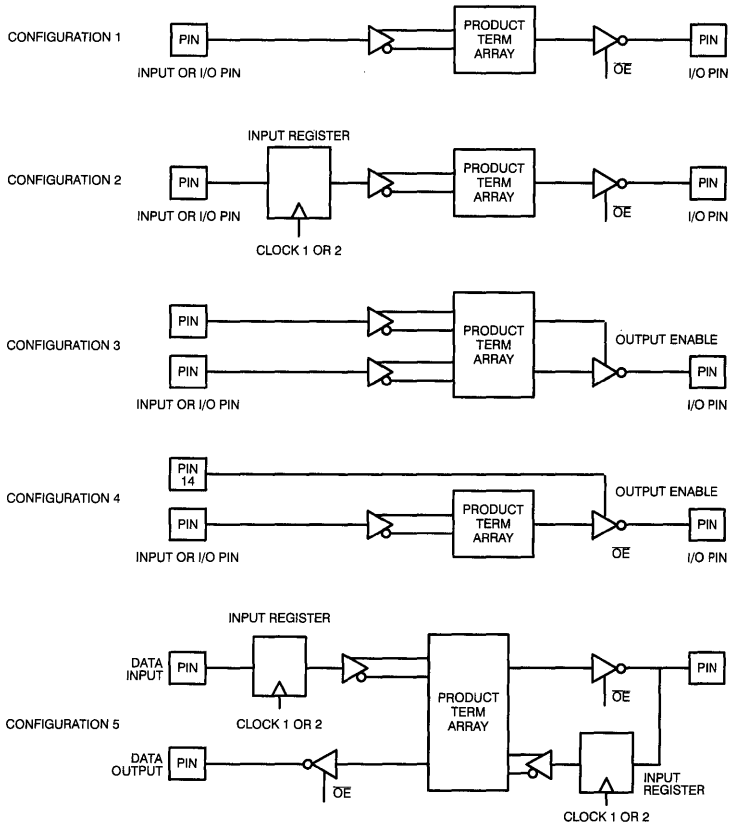 CONFIGURATION 1
PIN
INPUT OR I/O PIN
PRODUCT
TERM
ARRAY
OE
PIN
I/O PIN
CONFIGURATION 2
PIN
INPUT OR I/O PIN
INPUT REGISTER
CLOCK 1 OR 2
PRODUCT
TERM
ARRAY
OE
PIN
I/O PIN
CONFIGURATION 3
PIN
PIN
INPUT OR I/O PIN
PRODUCT
TERM
ARRAY
OUTPUT ENABLE
PIN
I/O PIN
CONFIGURATION 4
PIN
14
PIN
INPUT OR I/O PIN
PRODUCT
TERM
ARRAY
OUTPUT ENABLE
OE
PIN
I/O PIN
CONFIGURATION 5
DATA
INPUT
PIN
INPUT REGISTER
CLOCK 1 OR 2
PRODUCT
TERM
ARRAY
OE
PIN
DATA
OUTPUT
PIN
OE
INPUT
REGISTER
CLOCK 1 OR 2